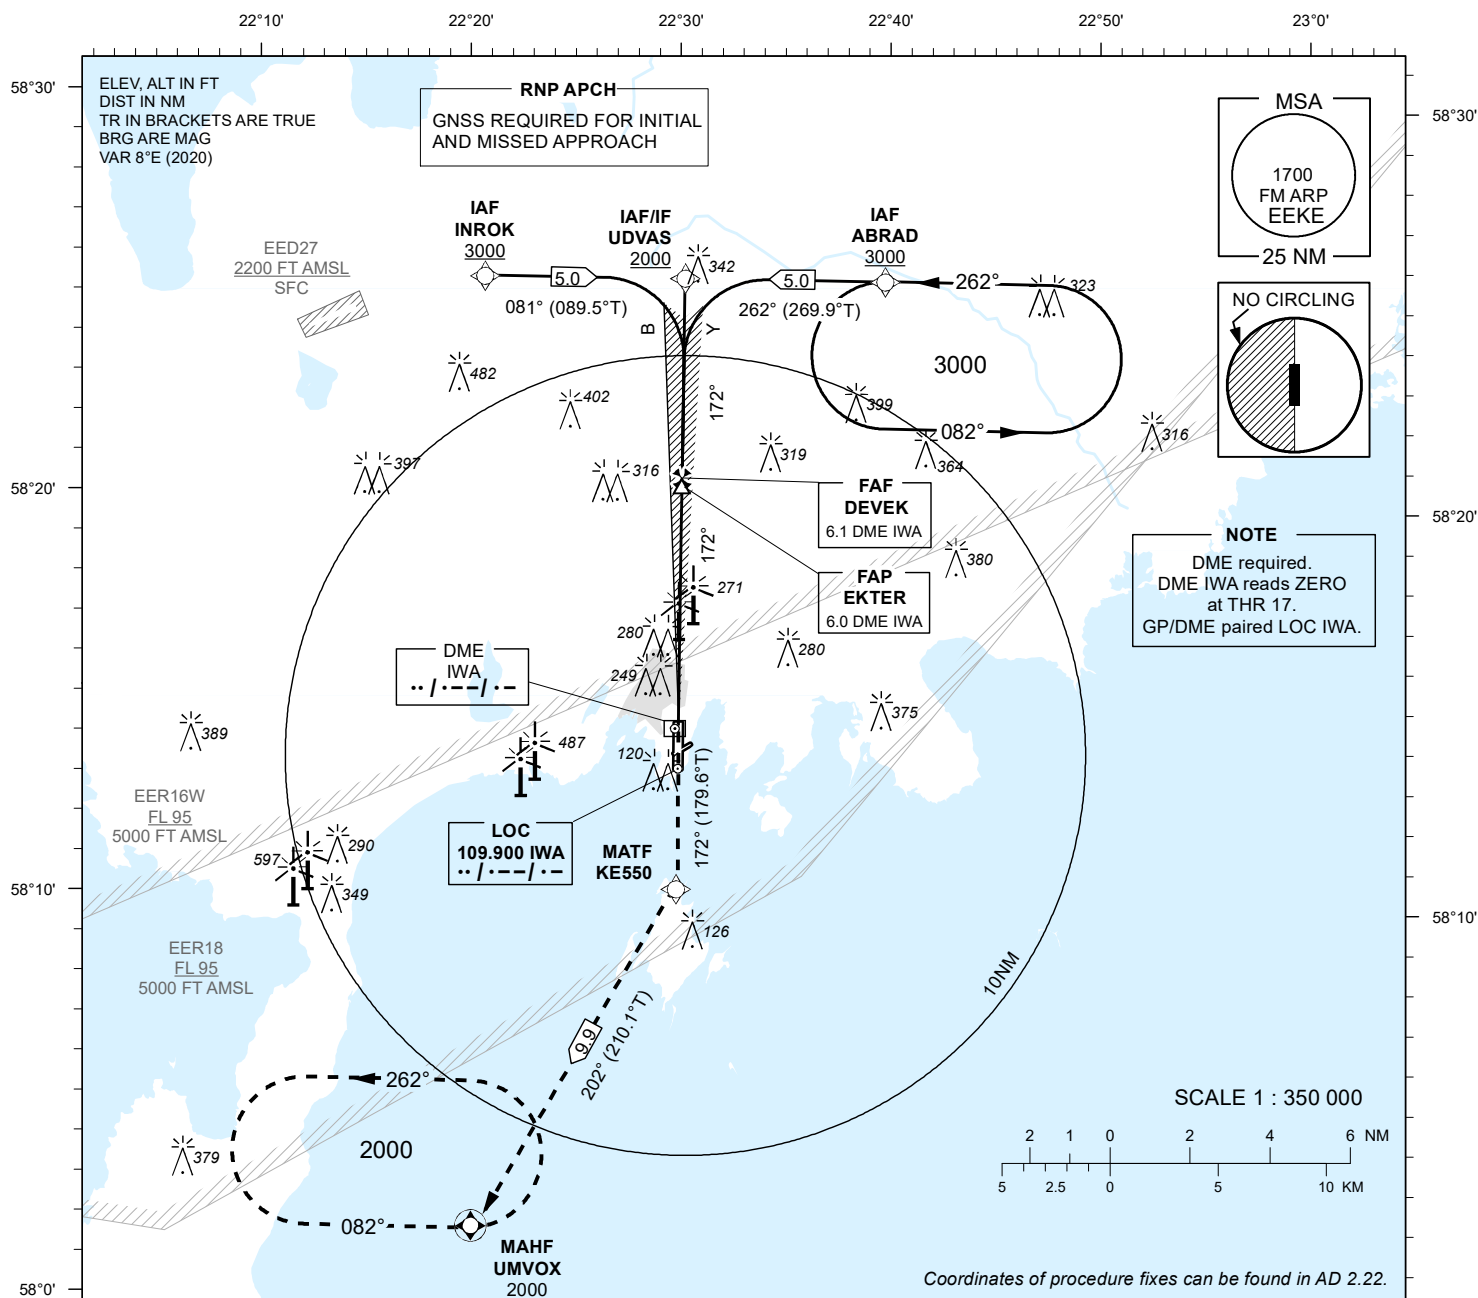 22°10'
22°20'
22°30'
22°40'
22°50'
23°0'
58°30'
58°20'
58°10'
58°0'
58°30'
58°20'
58°10'
ELEV, ALT IN FT
DIST IN NM
TR IN BRACKETS ARE TRUE
BRG ARE MAG
VAR 8°E (2020)
RNP APCH
GNSS REQUIRED FOR INITIAL
AND MISSED APPROACH
MSA
1700
FM ARP
EEKE
25 NM
NO CIRCLING
IAF
INROK
3000
IAF/IF
UDVAS
2000
IAF
ABRAD
3000
EED27
2200 FT AMSL
SFC
5.0
081° (089.5°T)
5.0
262° (269.9°T)
262°
3000
082°
B
Y
172°
172°
342
323
482
402
399
397
316
319
364
316
380
271
280
280
249
375
389
487
120
290
597
349
126
379
FAF
DEVEK
6.1 DME IWA
FAP
EKTER
6.0 DME IWA
NOTE
DME required.
DME IWA reads ZERO
at THR 17.
GP/DME paired LOC IWA.
DME
IWA
·· / ·–– / ·–
LOC
109.900 IWA
·· / ·–– / ·–
EER16W
FL 95
5000 FT AMSL
EER18
FL 95
5000 FT AMSL
172° (179.6°T)
MATF
KE550
9.9
202° (210.1°T)
10NM
262°
2000
082°
MAHF
UMVOX
2000
SCALE 1 : 350 000
2 1 0 2 4 6 NM
5 2.5 0 5 10 KM
Coordinates of procedure fixes can be found in AD 2.22.